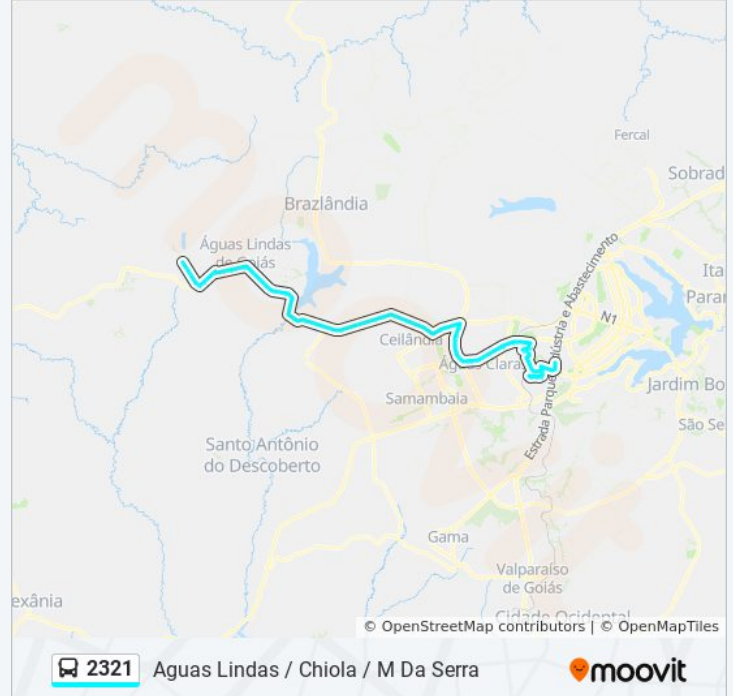 Fercal
Sobrad
Brazlândia
Águas Lindas
de Goiás
Ita
Paran
N1
Estrada Parque Indústria e Abastecimento
Ceilândia
Águas Claras
Samambaia
Jardim Bo
São Se
Santo Antônio
do Descoberto
Gama
Valparaíso
de Goiás
exânia
Cidade Ocidental
© OpenStreetMap contributors | © OpenMapTiles
2321 Aguas Lindas / Chiola / M Da Serra
moovit